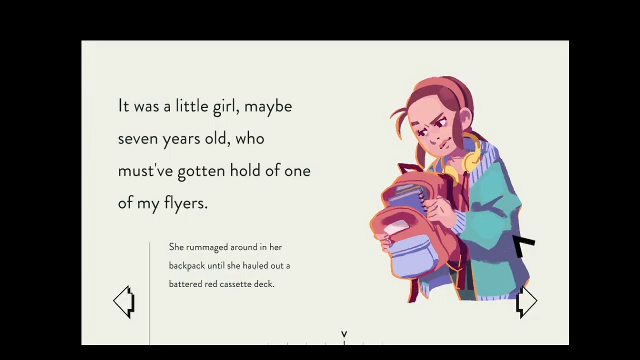 It was a little girl, maybe
seven years old, who
must've gotten hold of one
of my flyers.
She rummaged around in her
backpack until she hauled out a
battered red cassette deck.